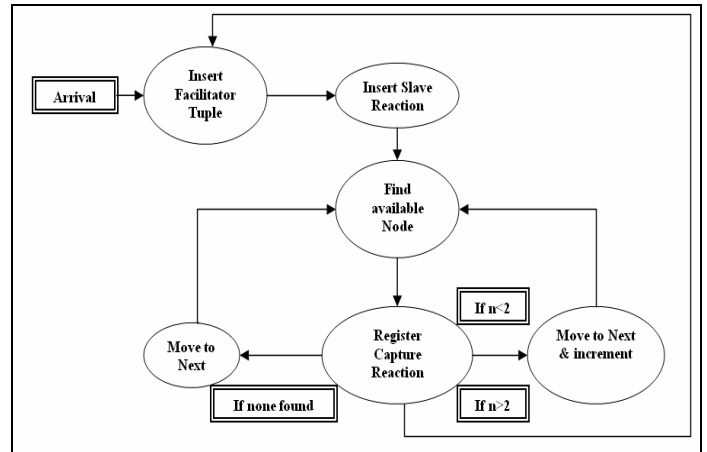 Arrival
Insert
Facilitator
Tuple
Insert Slave
Reaction
Find
available
Node
If n<2
Move to
Next
Register
Capture
Reaction
Move to Next
& increment
If none found
If n>2